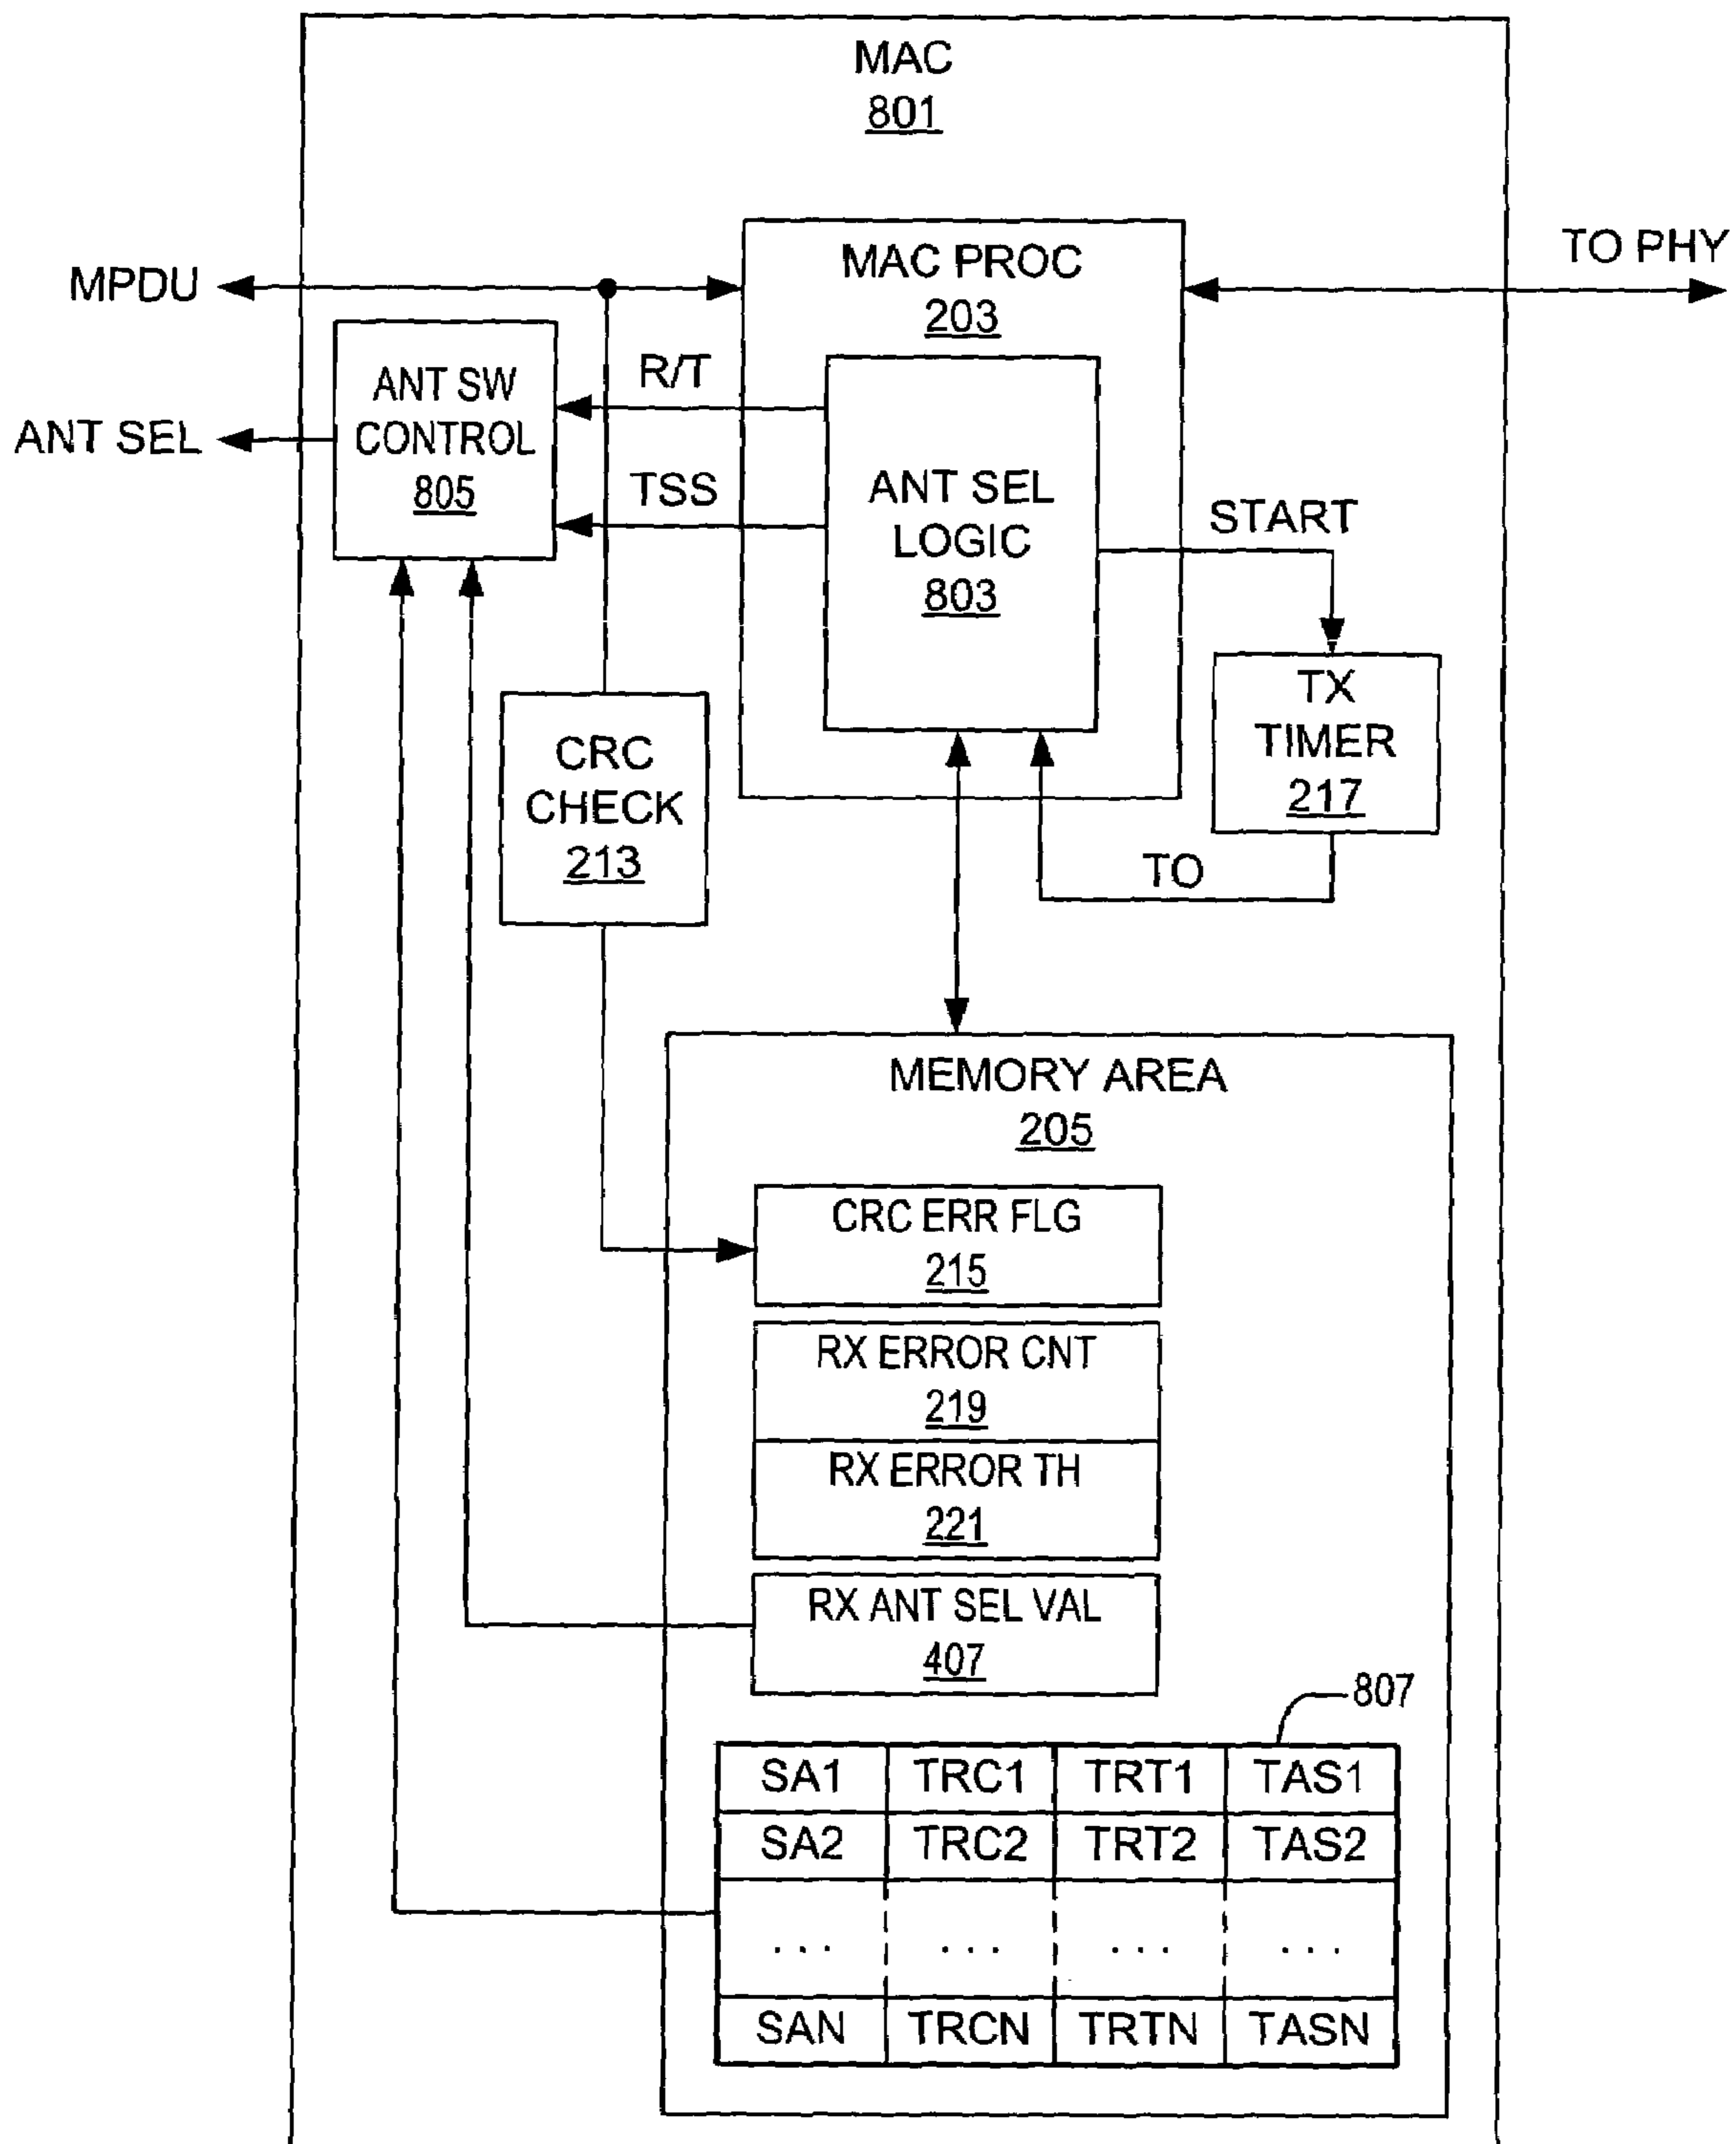 MAC
801
TO PHY
MPDU
MAC PROC
203
R/T
ANT SW
CONTROL
805
ANT SEL
TSS
ANT SEL
LOGIC
803
START
TX
TIMER
217
CRC
CHECK
213
TO
MEMORY AREA
205
CRC ERR FLG
215
RX ERROR CNT
219
RX ERROR TH
221
RX ANT SEL VAL
407
807
SA1 TRC1 TRT1 TAS1
SA2 TRC2 TRT2 TAS2
... ... ... ...
SAN TRCN TRTN TASN